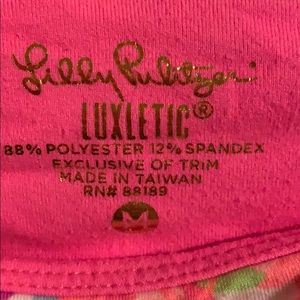 Lilly Pulitzer
LUXLETIC®
88% POLYESTER 12% SPANDEX
EXCLUSIVE OF TRIM
MADE IN TAIWAN
RN# 88189
M